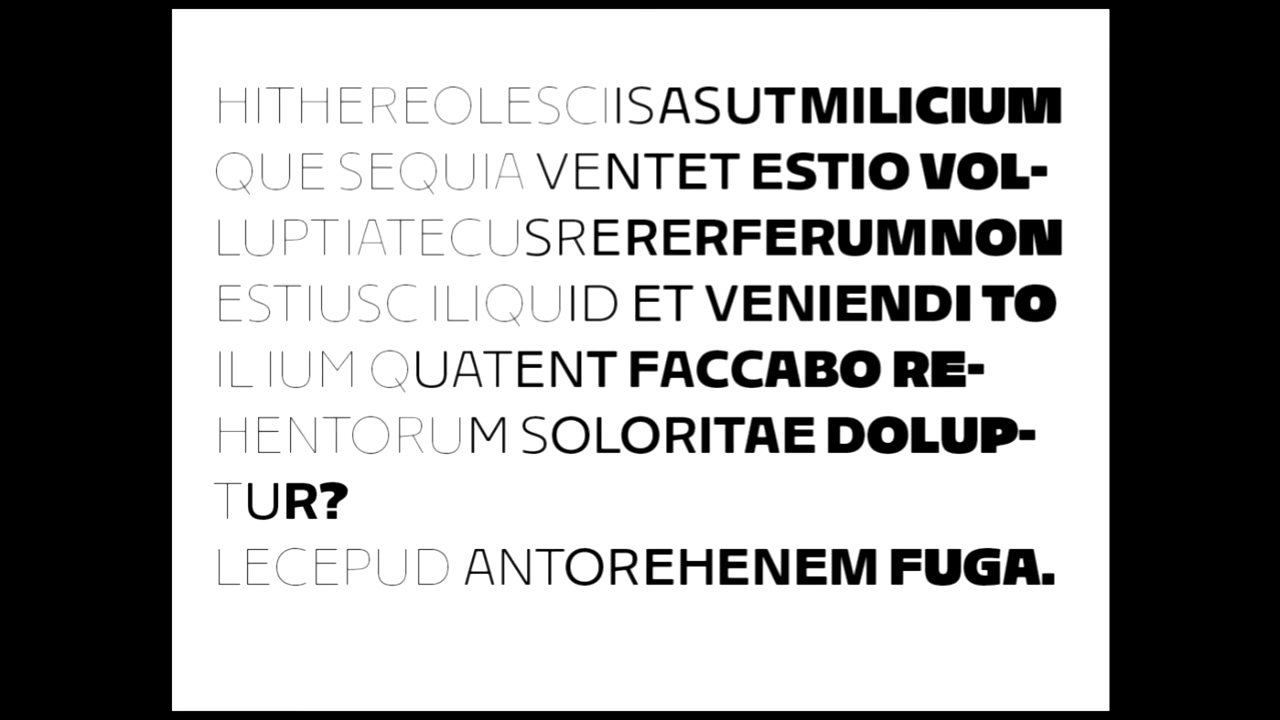 HITHEREOLESCIISASUTMILICIUM
QUE SEQUIA VENTET ESTIO VOL-
LUPTIATECUSRERERFERUMNON
ESTIUSC ILIQUID ET VENIENDI TO
IL IUM QUATENT FACCABO RE-
HENTORUM SOLORITAE DOLUP-
TUR?
LECEPUD ANTOREHENEM FUGA.